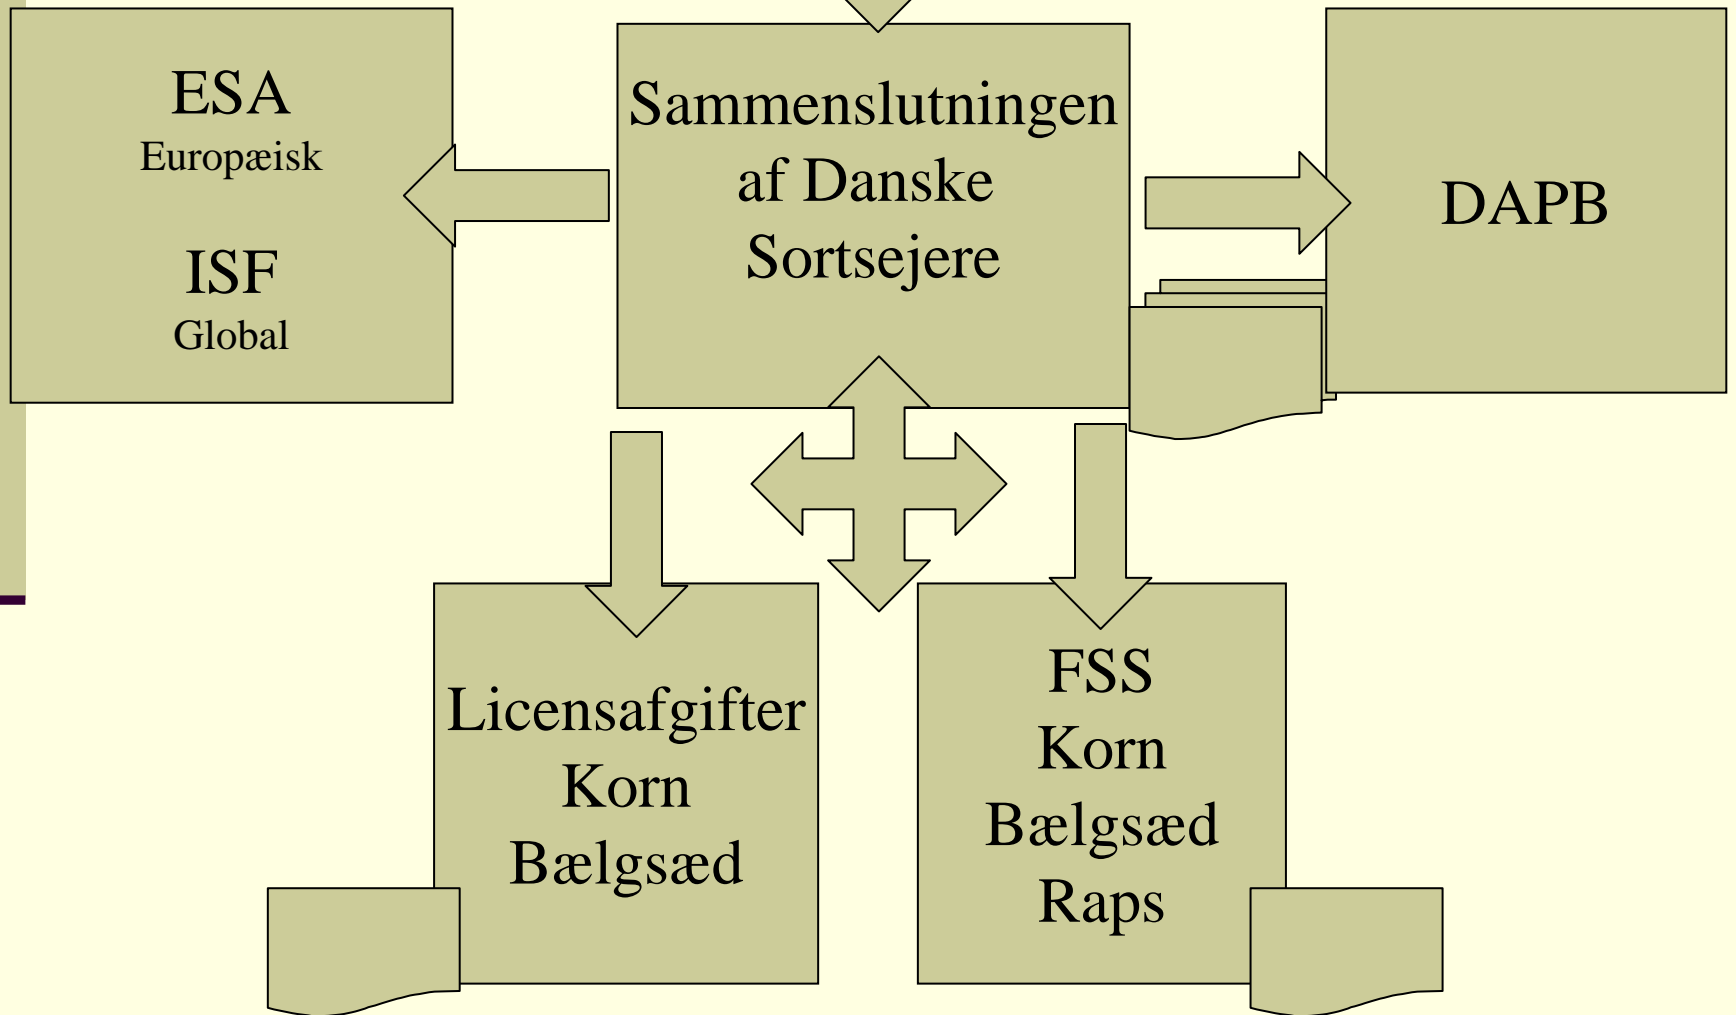 ESA
Europæisk
ISF
Global
Sammenslutningen
af Danske
Sortsejere
DAPB
Licensafgifter
Korn
Bælgsæd
FSS
Korn
Bælgsæd
Raps